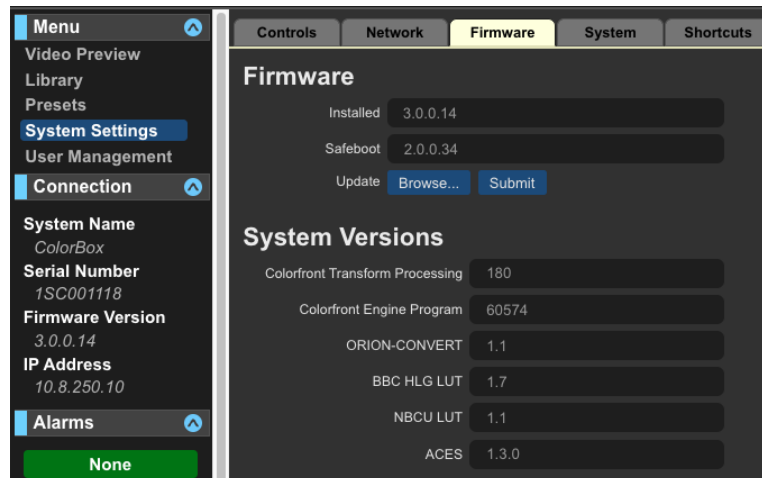 Menu
Video Preview
Library
Presets
System Settings
User Management
Connection
System Name
ColorBox
Serial Number
1SC001118
Firmware Version
3.0.0.14
IP Address
10.8.250.10
Alarms
None
Controls Network Firmware System Shortcuts
Firmware
Installed 3.0.0.14
Safeboot 2.0.0.34
Update Browse... Submit
System Versions
Colorfront Transform Processing 180
Colorfront Engine Program 60574
ORION-CONVERT 1.1
BBC HLG LUT 1.7
NBCU LUT 1.1
ACES 1.3.0